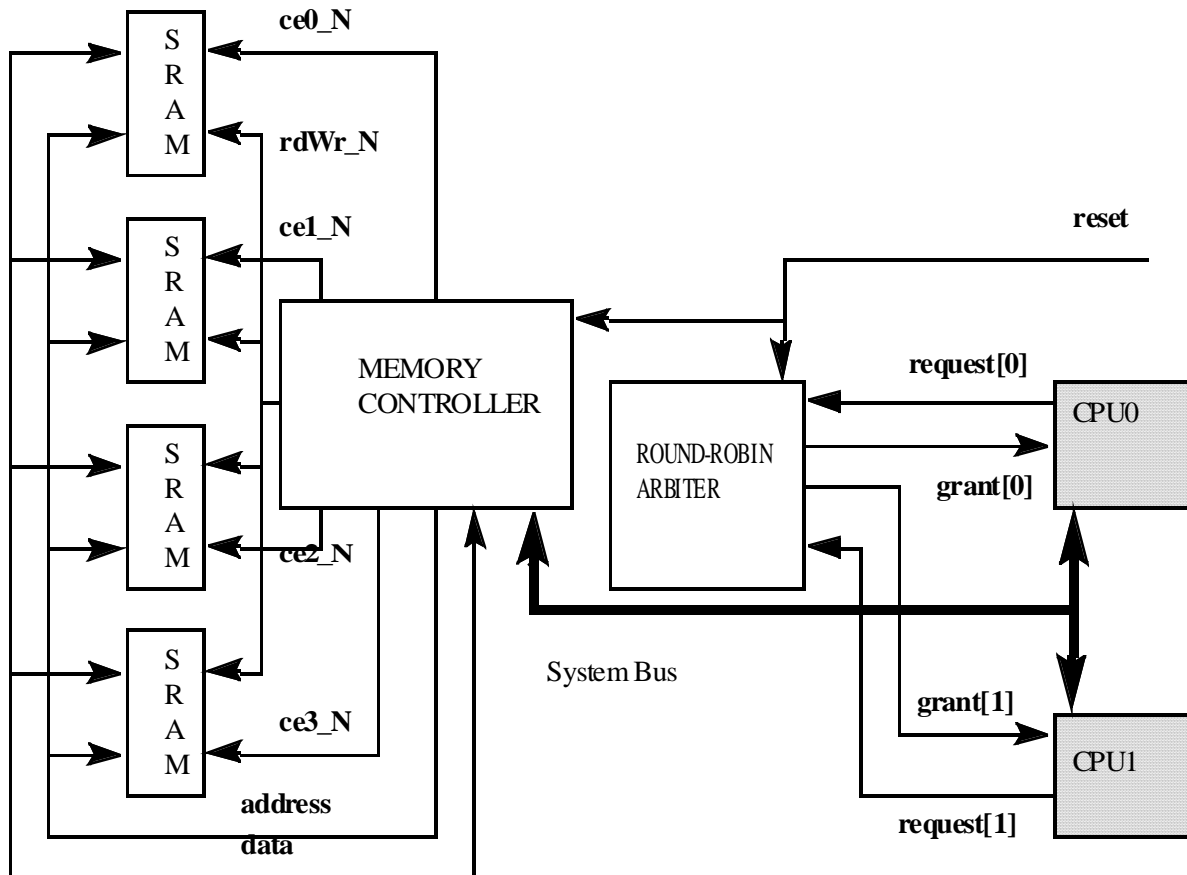 ce0_N
S
R
A
M
rdWr_N
S
R
A
M
ce1_N
reset
MEMORY
CONTROLLER
request[0]
CPU0
ROUND-ROBIN
ARBITER
grant[0]
S
R
A
M
ce2_N
System Bus
S
R
A
M
ce3_N
grant[1]
CPU1
address
data
request[1]